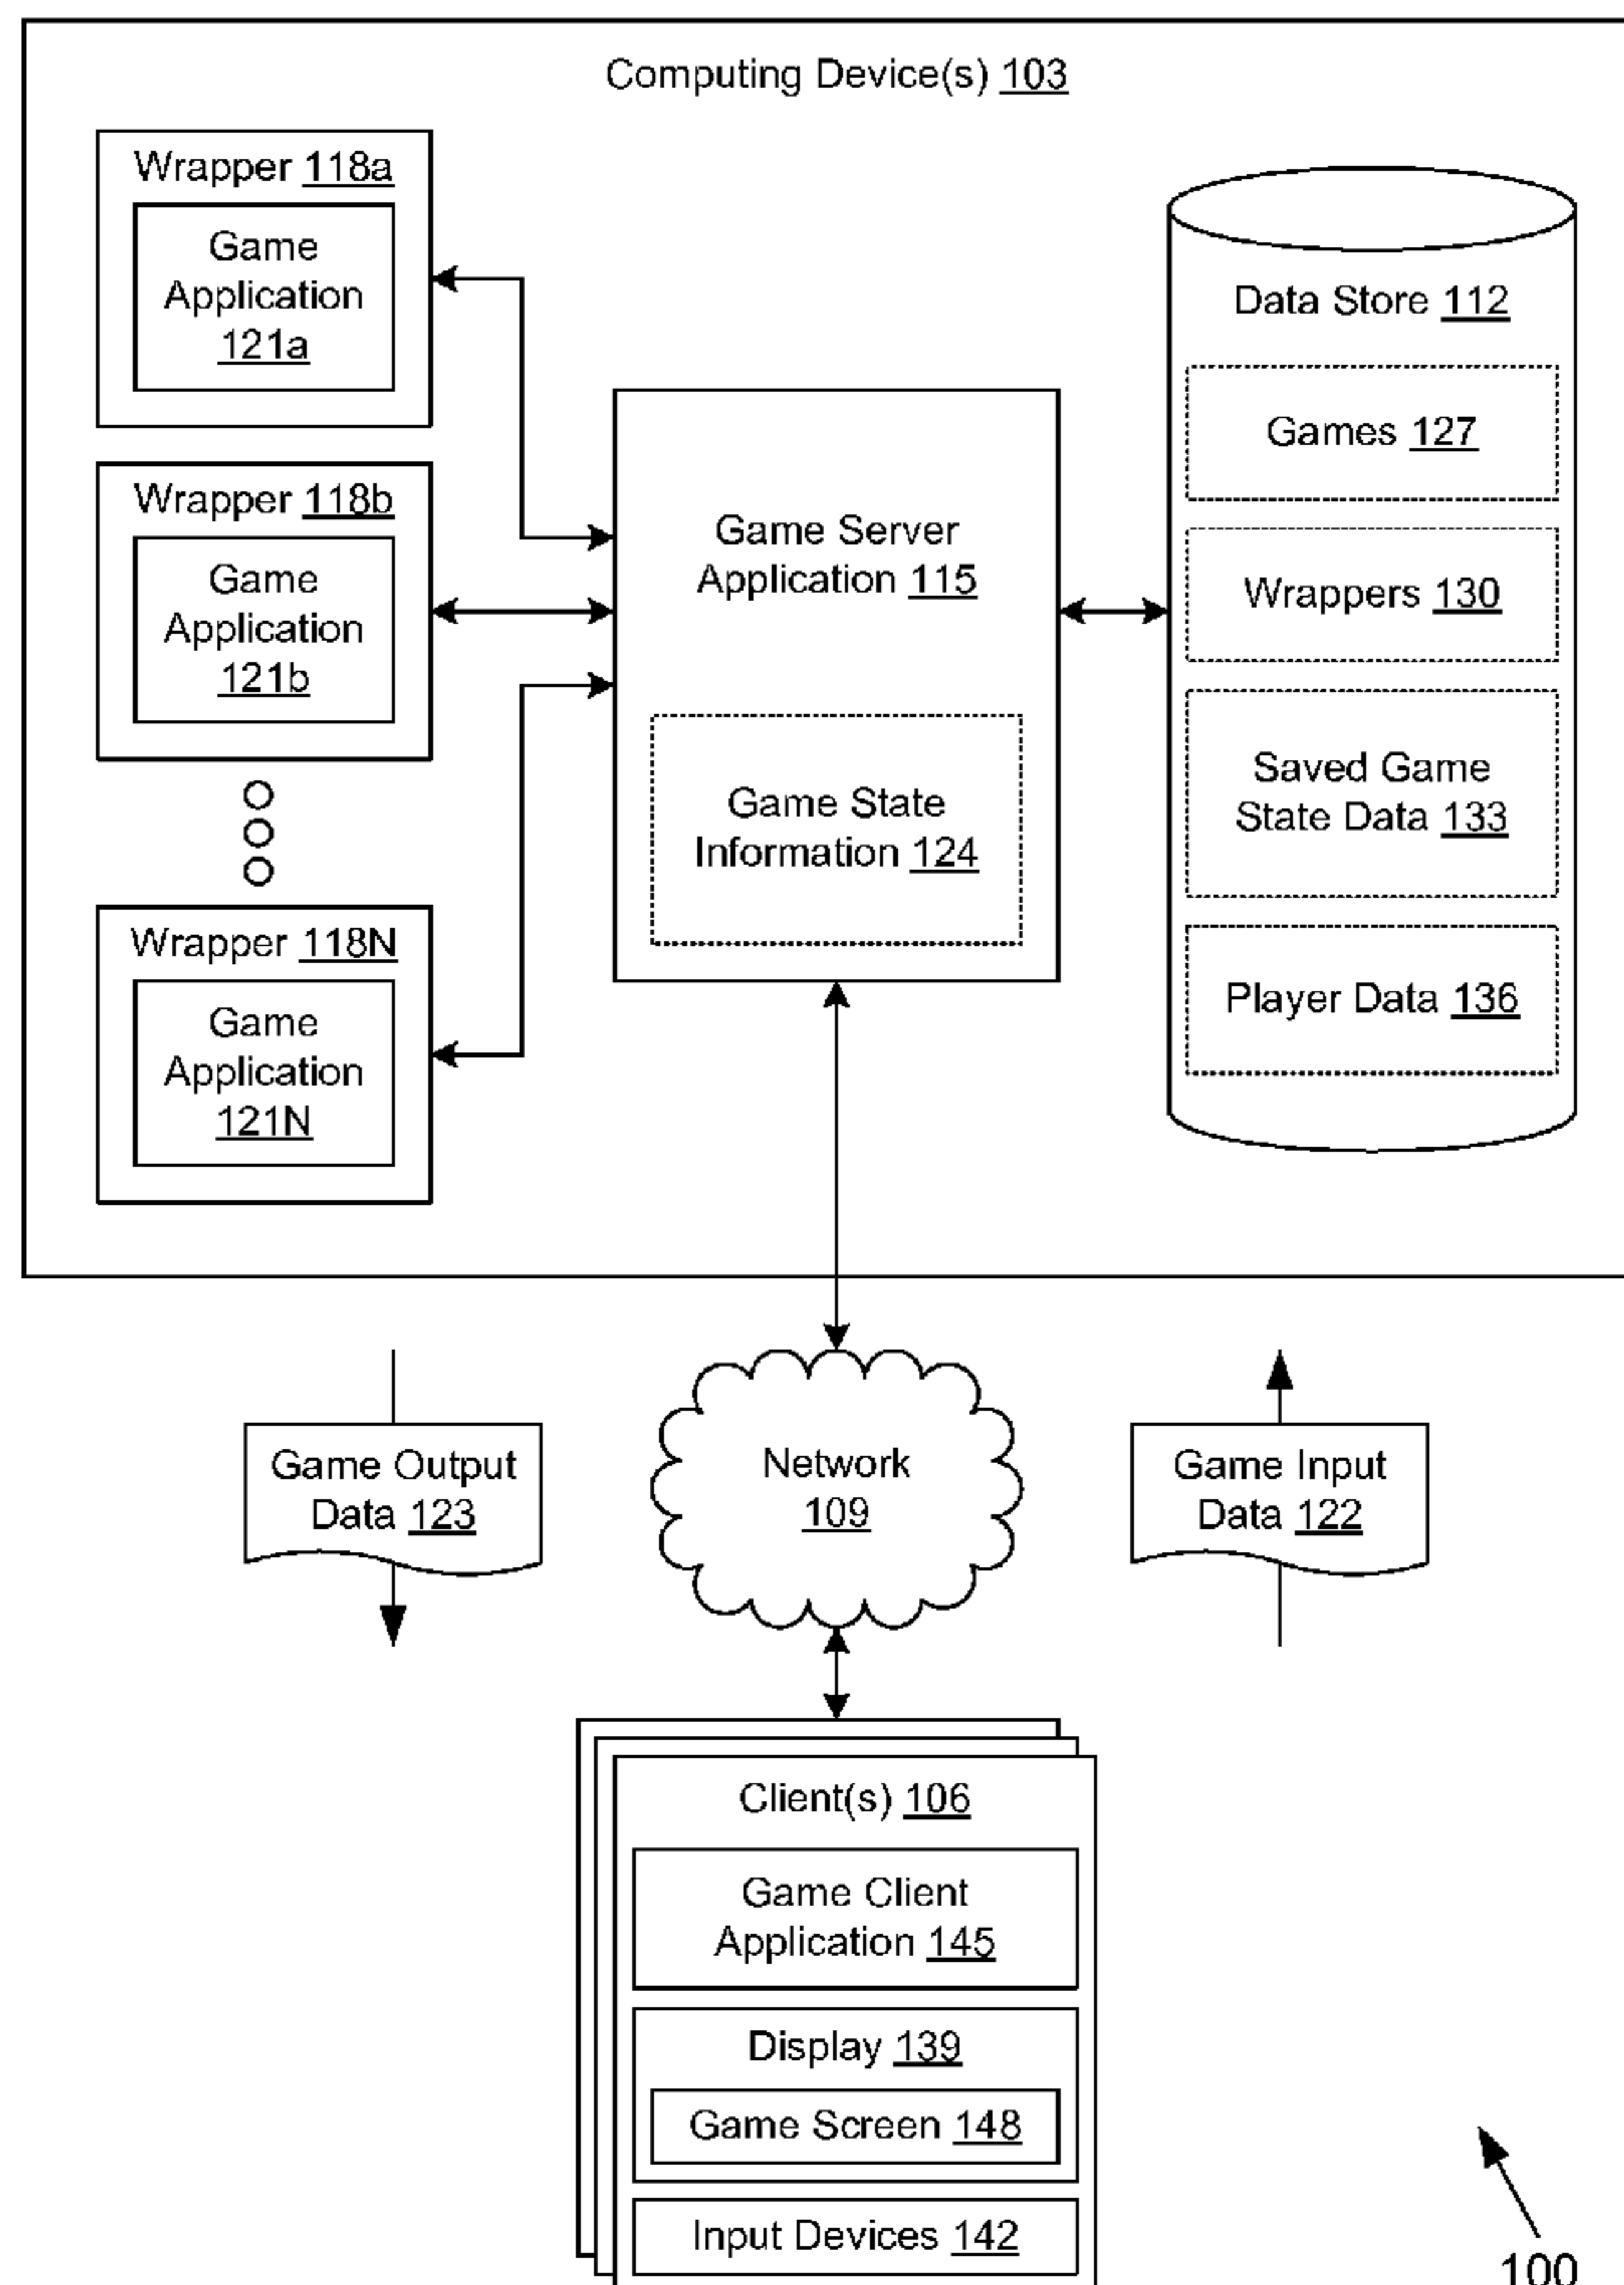 Computing Device(s) 103
Wrapper 118a
Game
Application
121a
Wrapper 118b
Game
Application
121b
Wrapper 118N
Game
Application
121N
Game Server
Application 115
Game State
Information 124
Data Store 112
Games 127
Wrappers 130
Saved Game
State Data 133
Player Data 136
Game Output
Data 123
Network
109
Game Input
Data 122
Client(s) 106
Game Client
Application 145
Display 139
Game Screen 148
Input Devices 142
100